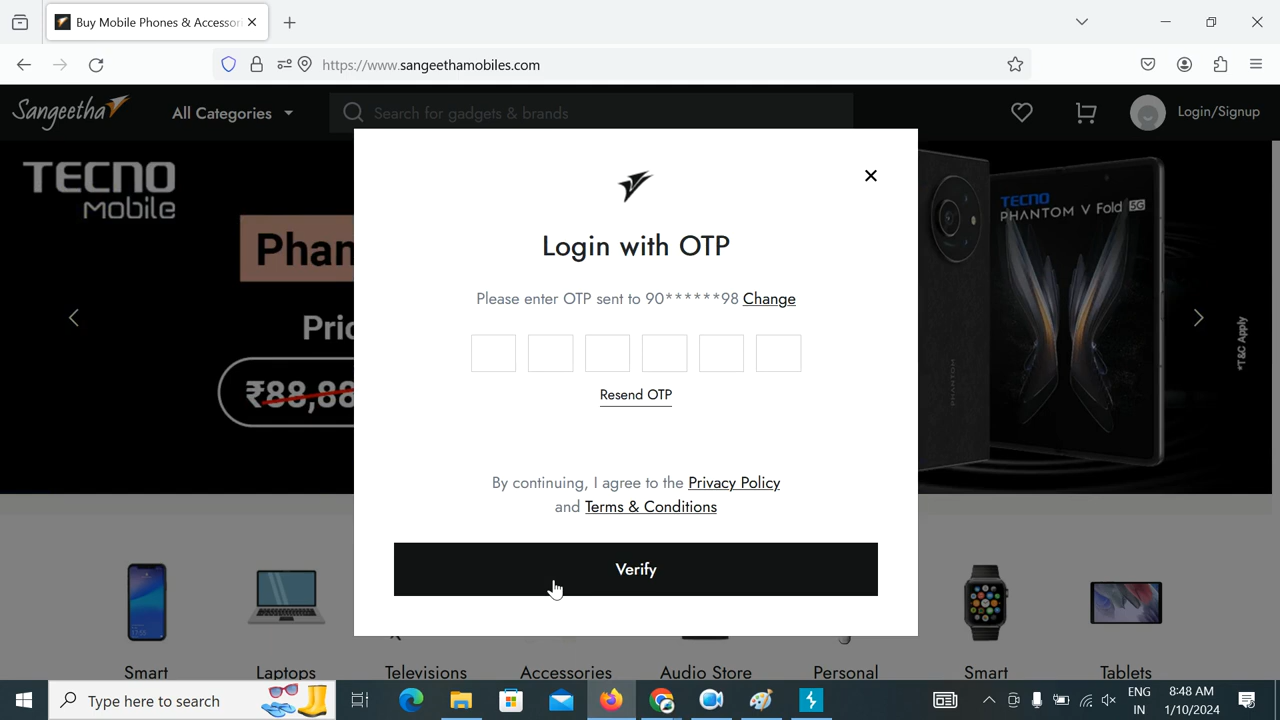 Buy Mobile Phones & Accessor
https://www.sangeethamobiles.com
Sangeetha
All Categories
Search for gadgets & brands
Login/Signup
TECNO
mobile
Phan
Pric
₹88,88
TECNO
PHANTOM V Fold 5G
PHANTOM
*T&C Apply
Login with OTP
Please enter OTP sent to 90******98 Change
Resend OTP
By continuing, I agree to the Privacy Policy
and Terms & Conditions
Verify
Smart Laptops Televisions Accessories Audio Store Personal Smart Tablets
Type here to search
ENG
IN
8:48 AM
1/10/2024